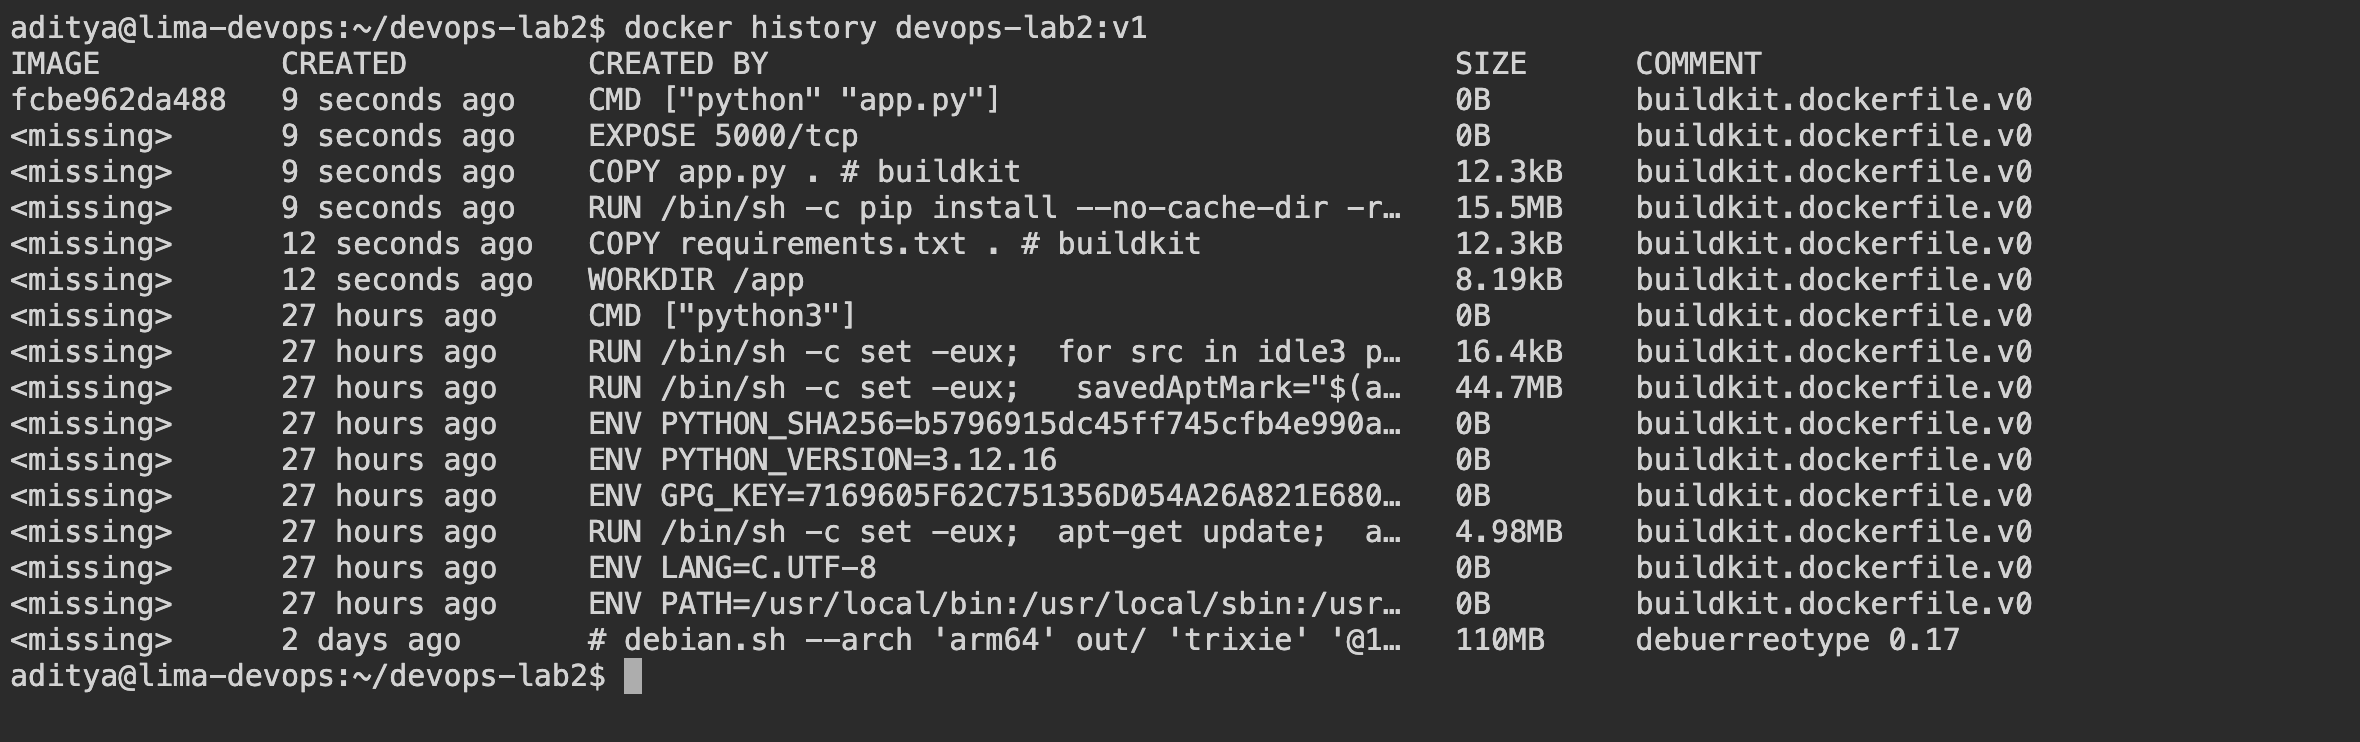 aditya@lima-devops:~/devops-lab2$ docker history devops-lab2:v1
IMAGE          CREATED          CREATED BY                                      SIZE      COMMENT
fcbe962da488   9 seconds ago    CMD ["python" "app.py"]                         0B        buildkit.dockerfile.v0
<missing>      9 seconds ago    EXPOSE 5000/tcp                                 0B        buildkit.dockerfile.v0
<missing>      9 seconds ago    COPY app.py . # buildkit                        12.3kB    buildkit.dockerfile.v0
<missing>      9 seconds ago    RUN /bin/sh -c pip install --no-cache-dir -r…   15.5MB    buildkit.dockerfile.v0
<missing>      12 seconds ago   COPY requirements.txt . # buildkit              12.3kB    buildkit.dockerfile.v0
<missing>      12 seconds ago   WORKDIR /app                                    8.19kB    buildkit.dockerfile.v0
<missing>      27 hours ago     CMD ["python3"]                                 0B        buildkit.dockerfile.v0
<missing>      27 hours ago     RUN /bin/sh -c set -eux;  for src in idle3 p…   16.4kB    buildkit.dockerfile.v0
<missing>      27 hours ago     RUN /bin/sh -c set -eux;   savedAptMark="$(a…   44.7MB    buildkit.dockerfile.v0
<missing>      27 hours ago     ENV PYTHON_SHA256=b5796915dc45ff745cfb4e990a…   0B        buildkit.dockerfile.v0
<missing>      27 hours ago     ENV PYTHON_VERSION=3.12.16                      0B        buildkit.dockerfile.v0
<missing>      27 hours ago     ENV GPG_KEY=7169605F62C751356D054A26A821E680…   0B        buildkit.dockerfile.v0
<missing>      27 hours ago     RUN /bin/sh -c set -eux;  apt-get update;  a…   4.98MB    buildkit.dockerfile.v0
<missing>      27 hours ago     ENV LANG=C.UTF-8                                0B        buildkit.dockerfile.v0
<missing>      27 hours ago     ENV PATH=/usr/local/bin:/usr/local/sbin:/usr…   0B        buildkit.dockerfile.v0
<missing>      2 days ago       # debian.sh --arch 'arm64' out/ 'trixie' '@1…   110MB     debuerreotype 0.17
aditya@lima-devops:~/devops-lab2$